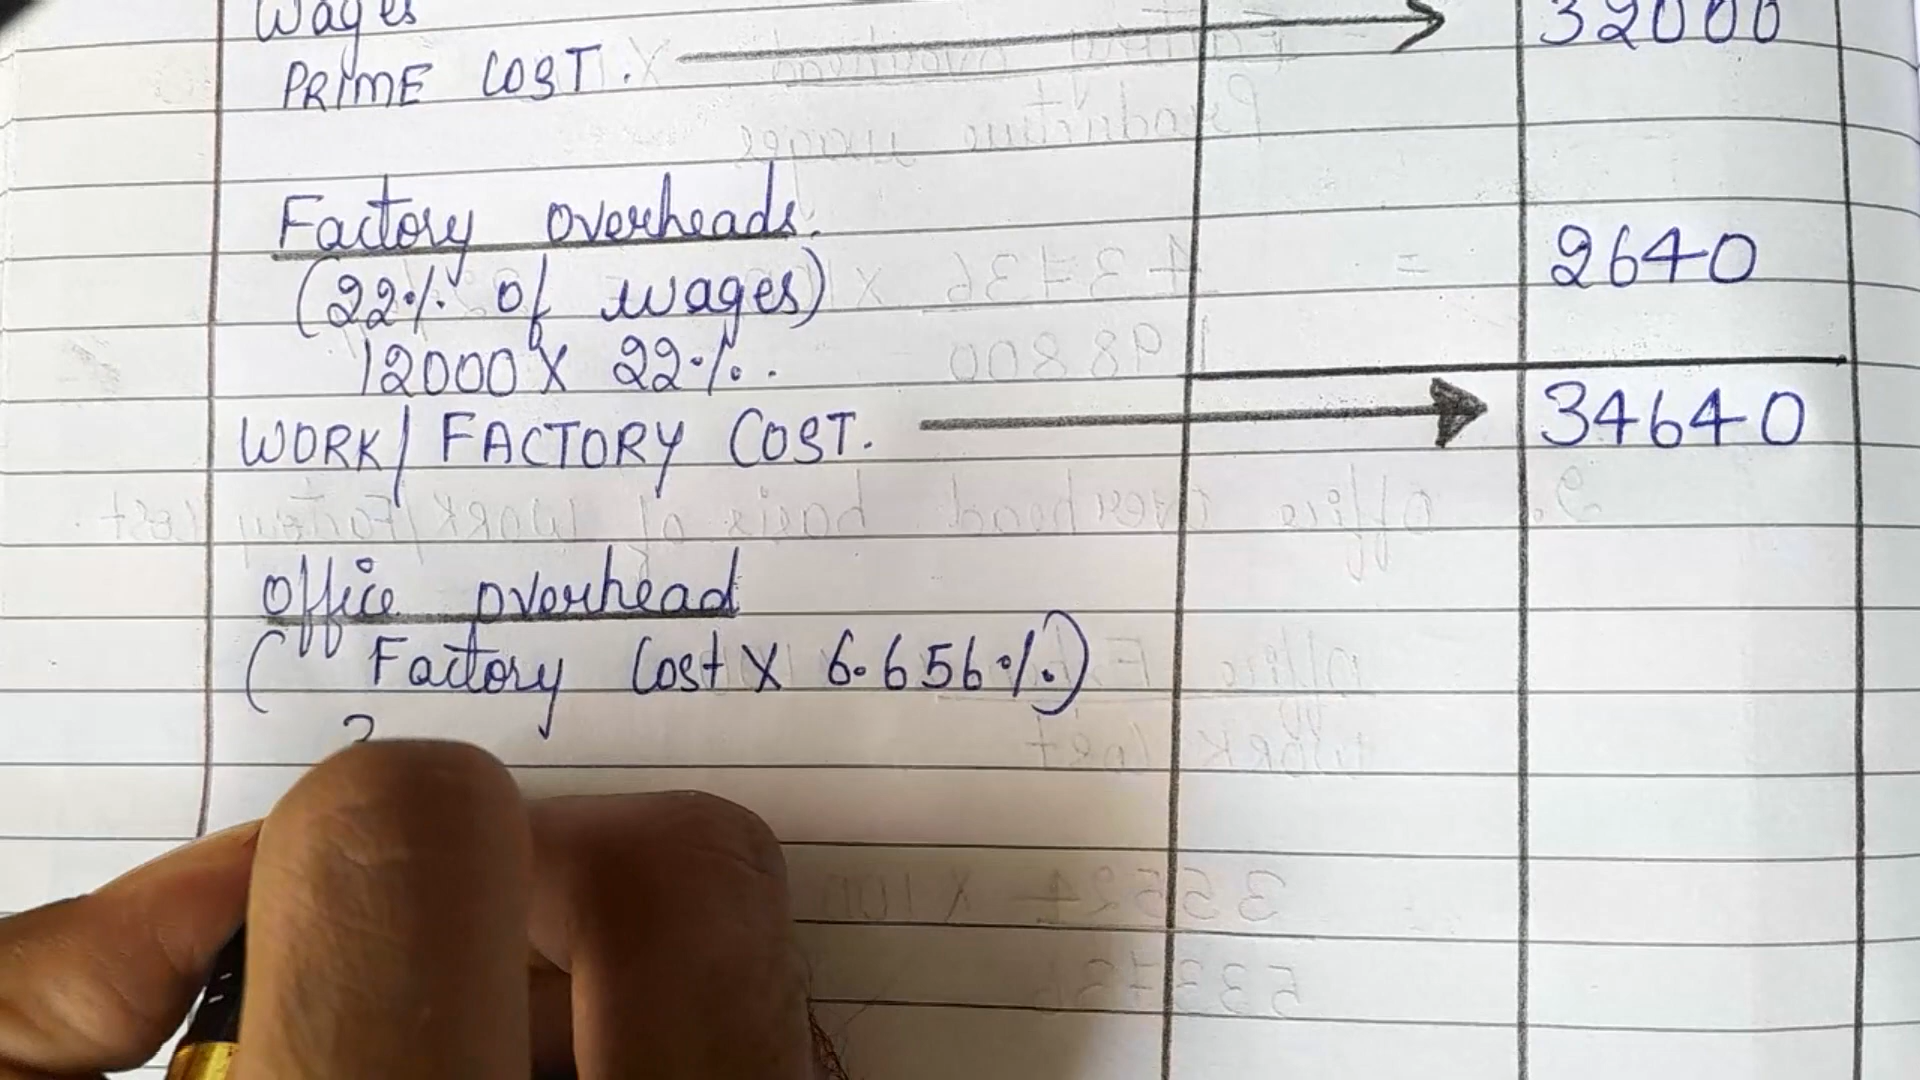 Wages
PRIME COST. 32000
Factory overheads.
(22% of wages) 2640
12000 X 22%.
WORK/FACTORY COST. 34640
Office overhead
( Factory Cost X 6.656%)
3